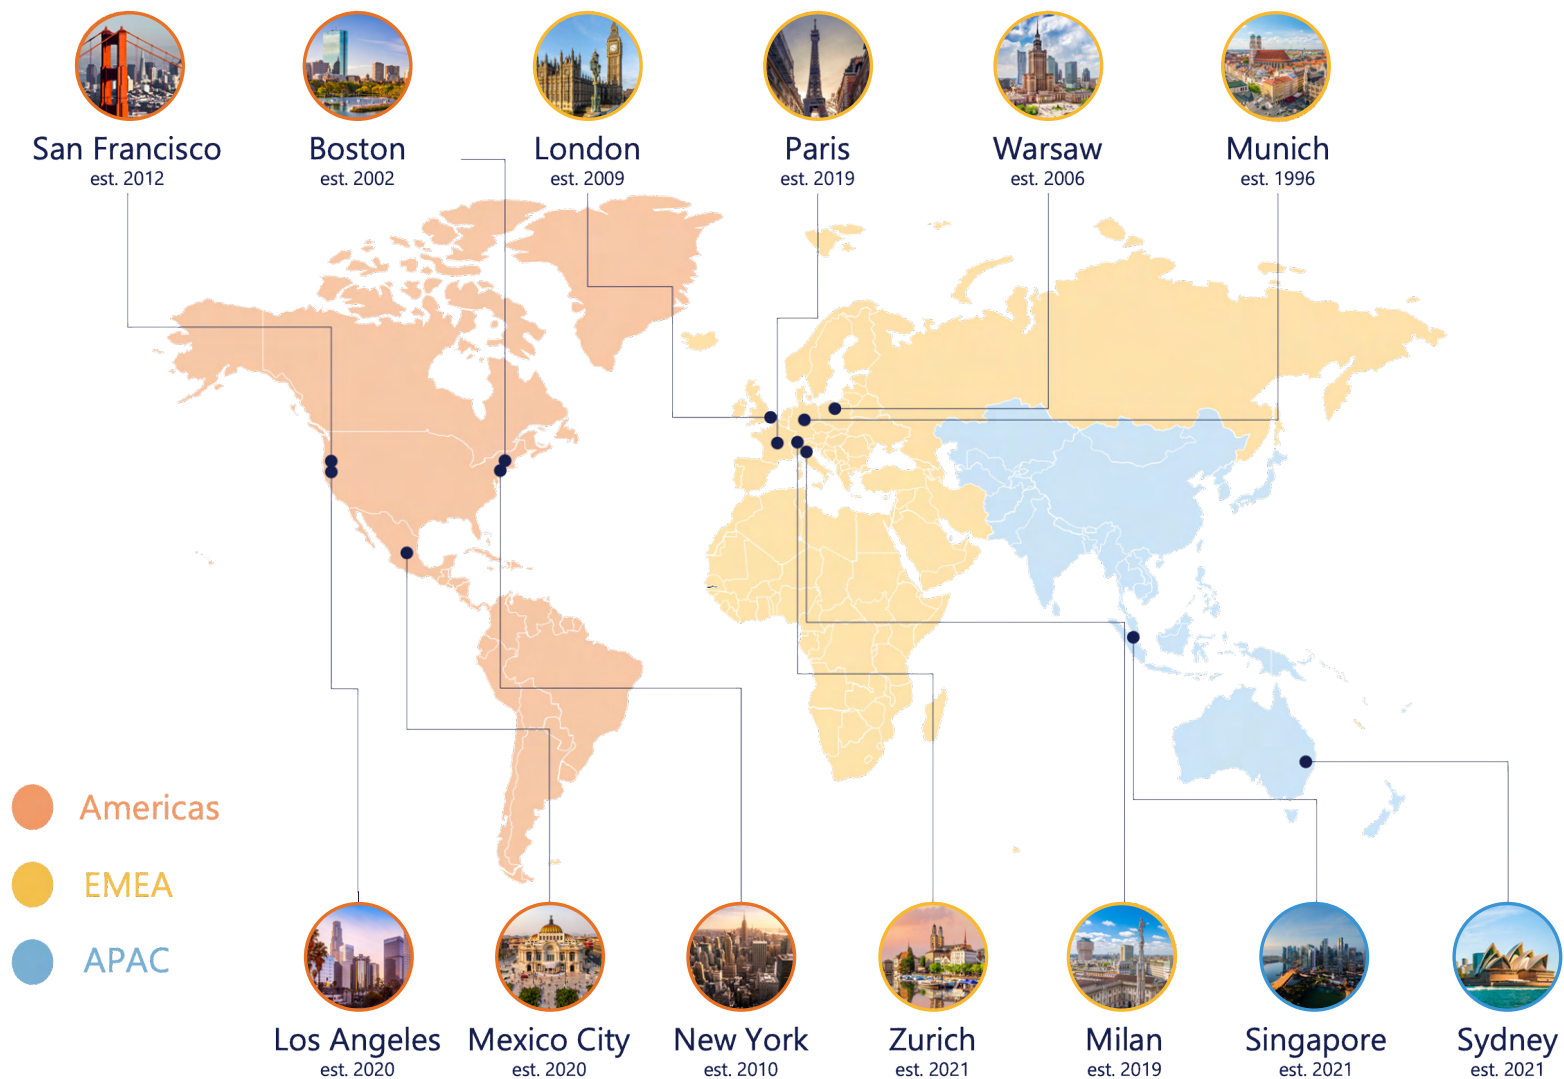 San Francisco
est. 2012
Boston
est. 2002
London
est. 2009
Paris
est. 2019
Warsaw
est. 2006
Munich
est. 1996
Americas
EMEA
APAC
Los Angeles
est. 2020
Mexico City
est. 2020
New York
est. 2010
Zurich
est. 2021
Milan
est. 2019
Singapore
est. 2021
Sydney
est. 2021